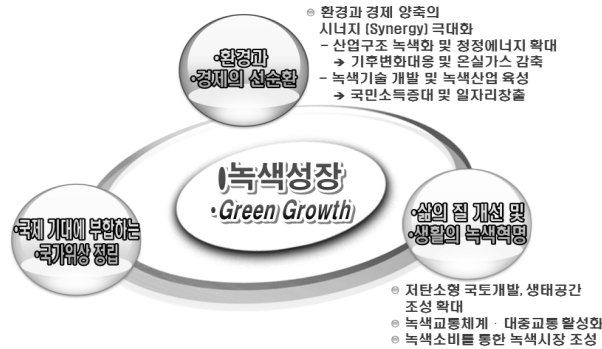 ◎ 환경과 경제 양축의
시너지 (Synergy) 극대화
- 산업구조 녹색화 및 청정에너지 확대
➔ 기후변화대응 및 온실가스 감축
- 녹색기술 개발 및 녹색산업 육성
➔ 국민소득증대 및 일자리창출
•환경과
•경제의 선순환
녹색성장
•Green Growth
•국제 기대에 부합하는
•국가위상 정립
•삶의 질 개선 및
•생활의 녹색혁명
◎ 저탄소형 국토개발, 생태공간
조성 확대
◎ 녹색교통체계 · 대중교통 활성화
◎ 녹색소비를 통한 녹색시장 조성